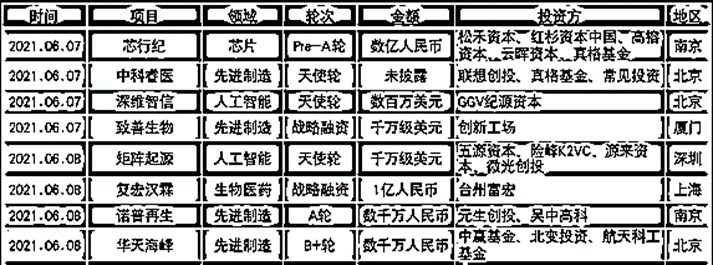 时间 项目 领域 轮次 金额 投资方 地区
2021.06.07 芯行纪 芯片 Pre-A轮 数亿人民币 松禾资本、红杉资本中国、高榕资本、云晖资本、真格基金 南京
2021.06.07 中科睿医 先进制造 天使轮 未披露 联想创投、真格基金、常见投资 北京
2021.06.07 深维智信 人工智能 天使轮 数百万美元 GGV纪源资本 北京
2021.06.07 致善生物 先进制造 战略融资 千万级美元 创新工场 厦门
2021.06.08 矩阵起源 人工智能 天使轮 千万级美元 五源资本、险峰K2VC、源来资本、微光创投 深圳
2021.06.08 复宏汉霖 生物医药 战略融资 1亿人民币 台州富宏 上海
2021.06.08 诺普再生 先进制造 A轮 数千万人民币 元生创投、吴中高科 南京
2021.06.08 华天海峰 先进制造 B+轮 数千万人民币 中赢基金、北变投资、航天科工基金 北京